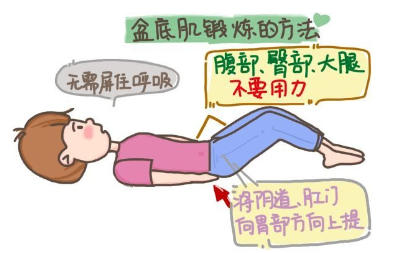 盆底肌锻炼的方法
无需屏住呼吸
腹部、臀部、大腿
不要用力
将阴道、肛门
向胃部方向上提